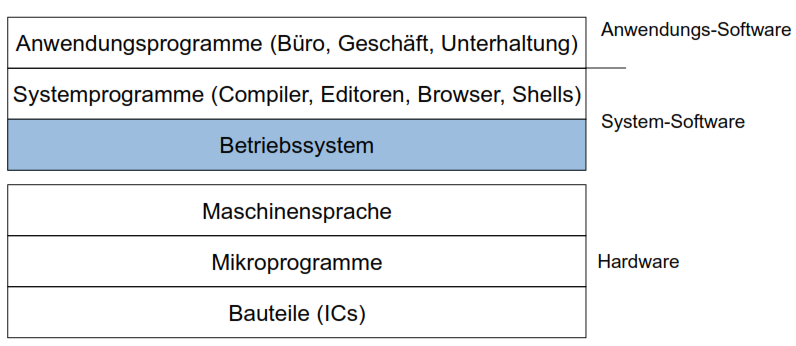 Anwendungsprogramme (Büro, Geschäft, Unterhaltung)
Anwendungs-Software
Systemprogramme (Compiler, Editoren, Browser, Shells)
System-Software
Betriebssystem
Maschinensprache
Mikroprogramme
Hardware
Bauteile (ICs)